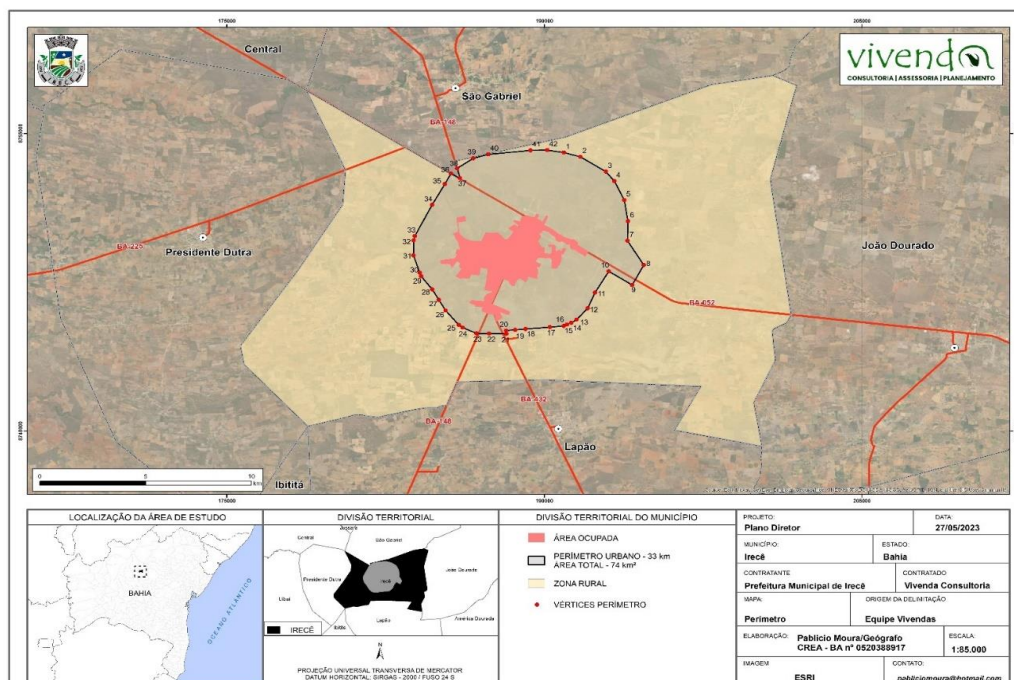 175000
190000
205000
Central
São Gabriel
vivenda
CONSULTORIA | ASSESSORIA | PLANEJAMENTO
BA-148
39
40
41
42
1
2
3
4
5
6
7
8
9
10
11
12
13
14
15
16
17
18
19
20
21
22
23
24
25
26
27
28
29
30
31
32
33
34
35
36
37
38
BA-225
Presidente Dutra
João Dourado
BA-052
BA-432
BA-148
Lapão
Ibititá
0
5
10
km
175000
190000
205000
LOCALIZAÇÃO DA ÁREA DE ESTUDO
BAHIA
OCEANO ATLÂNTICO
DIVISÃO TERRITORIAL
Central
São Gabriel
Presidente Dutra
Irecê
João Dourado
Uibaí
Ibititá
Lapão
América Dourada
IRECÊ
N
PROJEÇÃO UNIVERSAL TRANSVERSA DE MERCATOR
DATUM HORIZONTAL: SIRGAS - 2000 / FUSO 24 S
DIVISÃO TERRITORIAL DO MUNICÍPIO
ÁREA OCUPADA
PERÍMETRO URBANO - 33 km
ÁREA TOTAL - 74 km²
ZONA RURAL
VÉRTICES PERÍMETRO
PROJETO:
Plano Diretor
DATA:
27/05/2023
MUNICÍPIO:
Irecê
ESTADO:
Bahia
CONTRATANTE
Prefeitura Municipal de Irecê
CONTRATADO
Vivenda Consultoria
MAPA:
Perímetro
ORIGEM DA DELIMITAÇÃO
Equipe Vivendas
ELABORAÇÃO:
Pablicio Moura/Geógrafo
CREA - BA nº 0520388917
ESCALA:
1:85.000
IMAGEM
ESRI
CONTATO:
pabliciomoura@hotmail.com